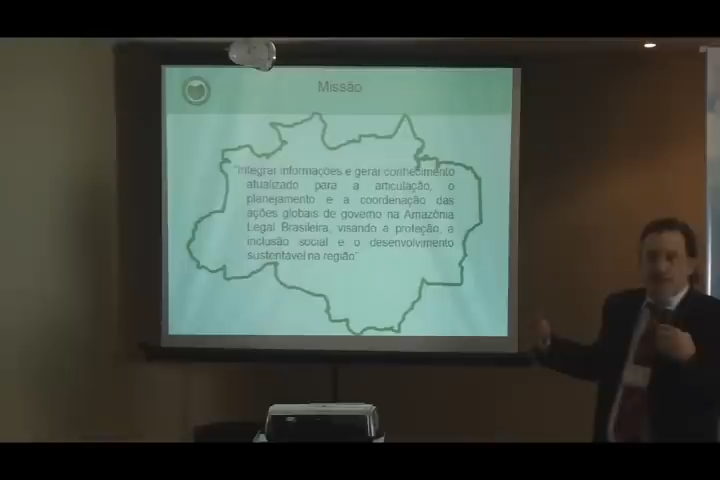 Missão
"Integrar informações e gerar conhecimento
atualizado para a articulação, o
planejamento e a coordenação das
ações globais de governo na Amazônia
Legal Brasileira, visando a proteção, a
inclusão social e o desenvolvimento
sustentável na região"